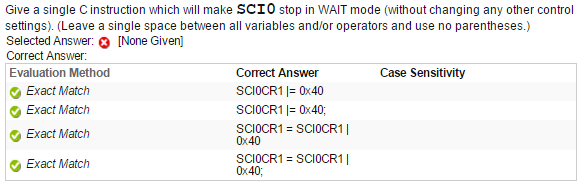 Give a single C instruction which will make SCI0 stop in WAIT mode (without changing any other control
settings). (Leave a single space between all variables and/or operators and use no parentheses.)
Selected Answer: [None Given]
Correct Answer:
Evaluation Method Correct Answer Case Sensitivity
Exact Match SCI0CR1 |= 0x40
Exact Match SCI0CR1 |= 0x40;
Exact Match SCI0CR1 = SCI0CR1 |
0x40
Exact Match SCI0CR1 = SCI0CR1 |
0x40;